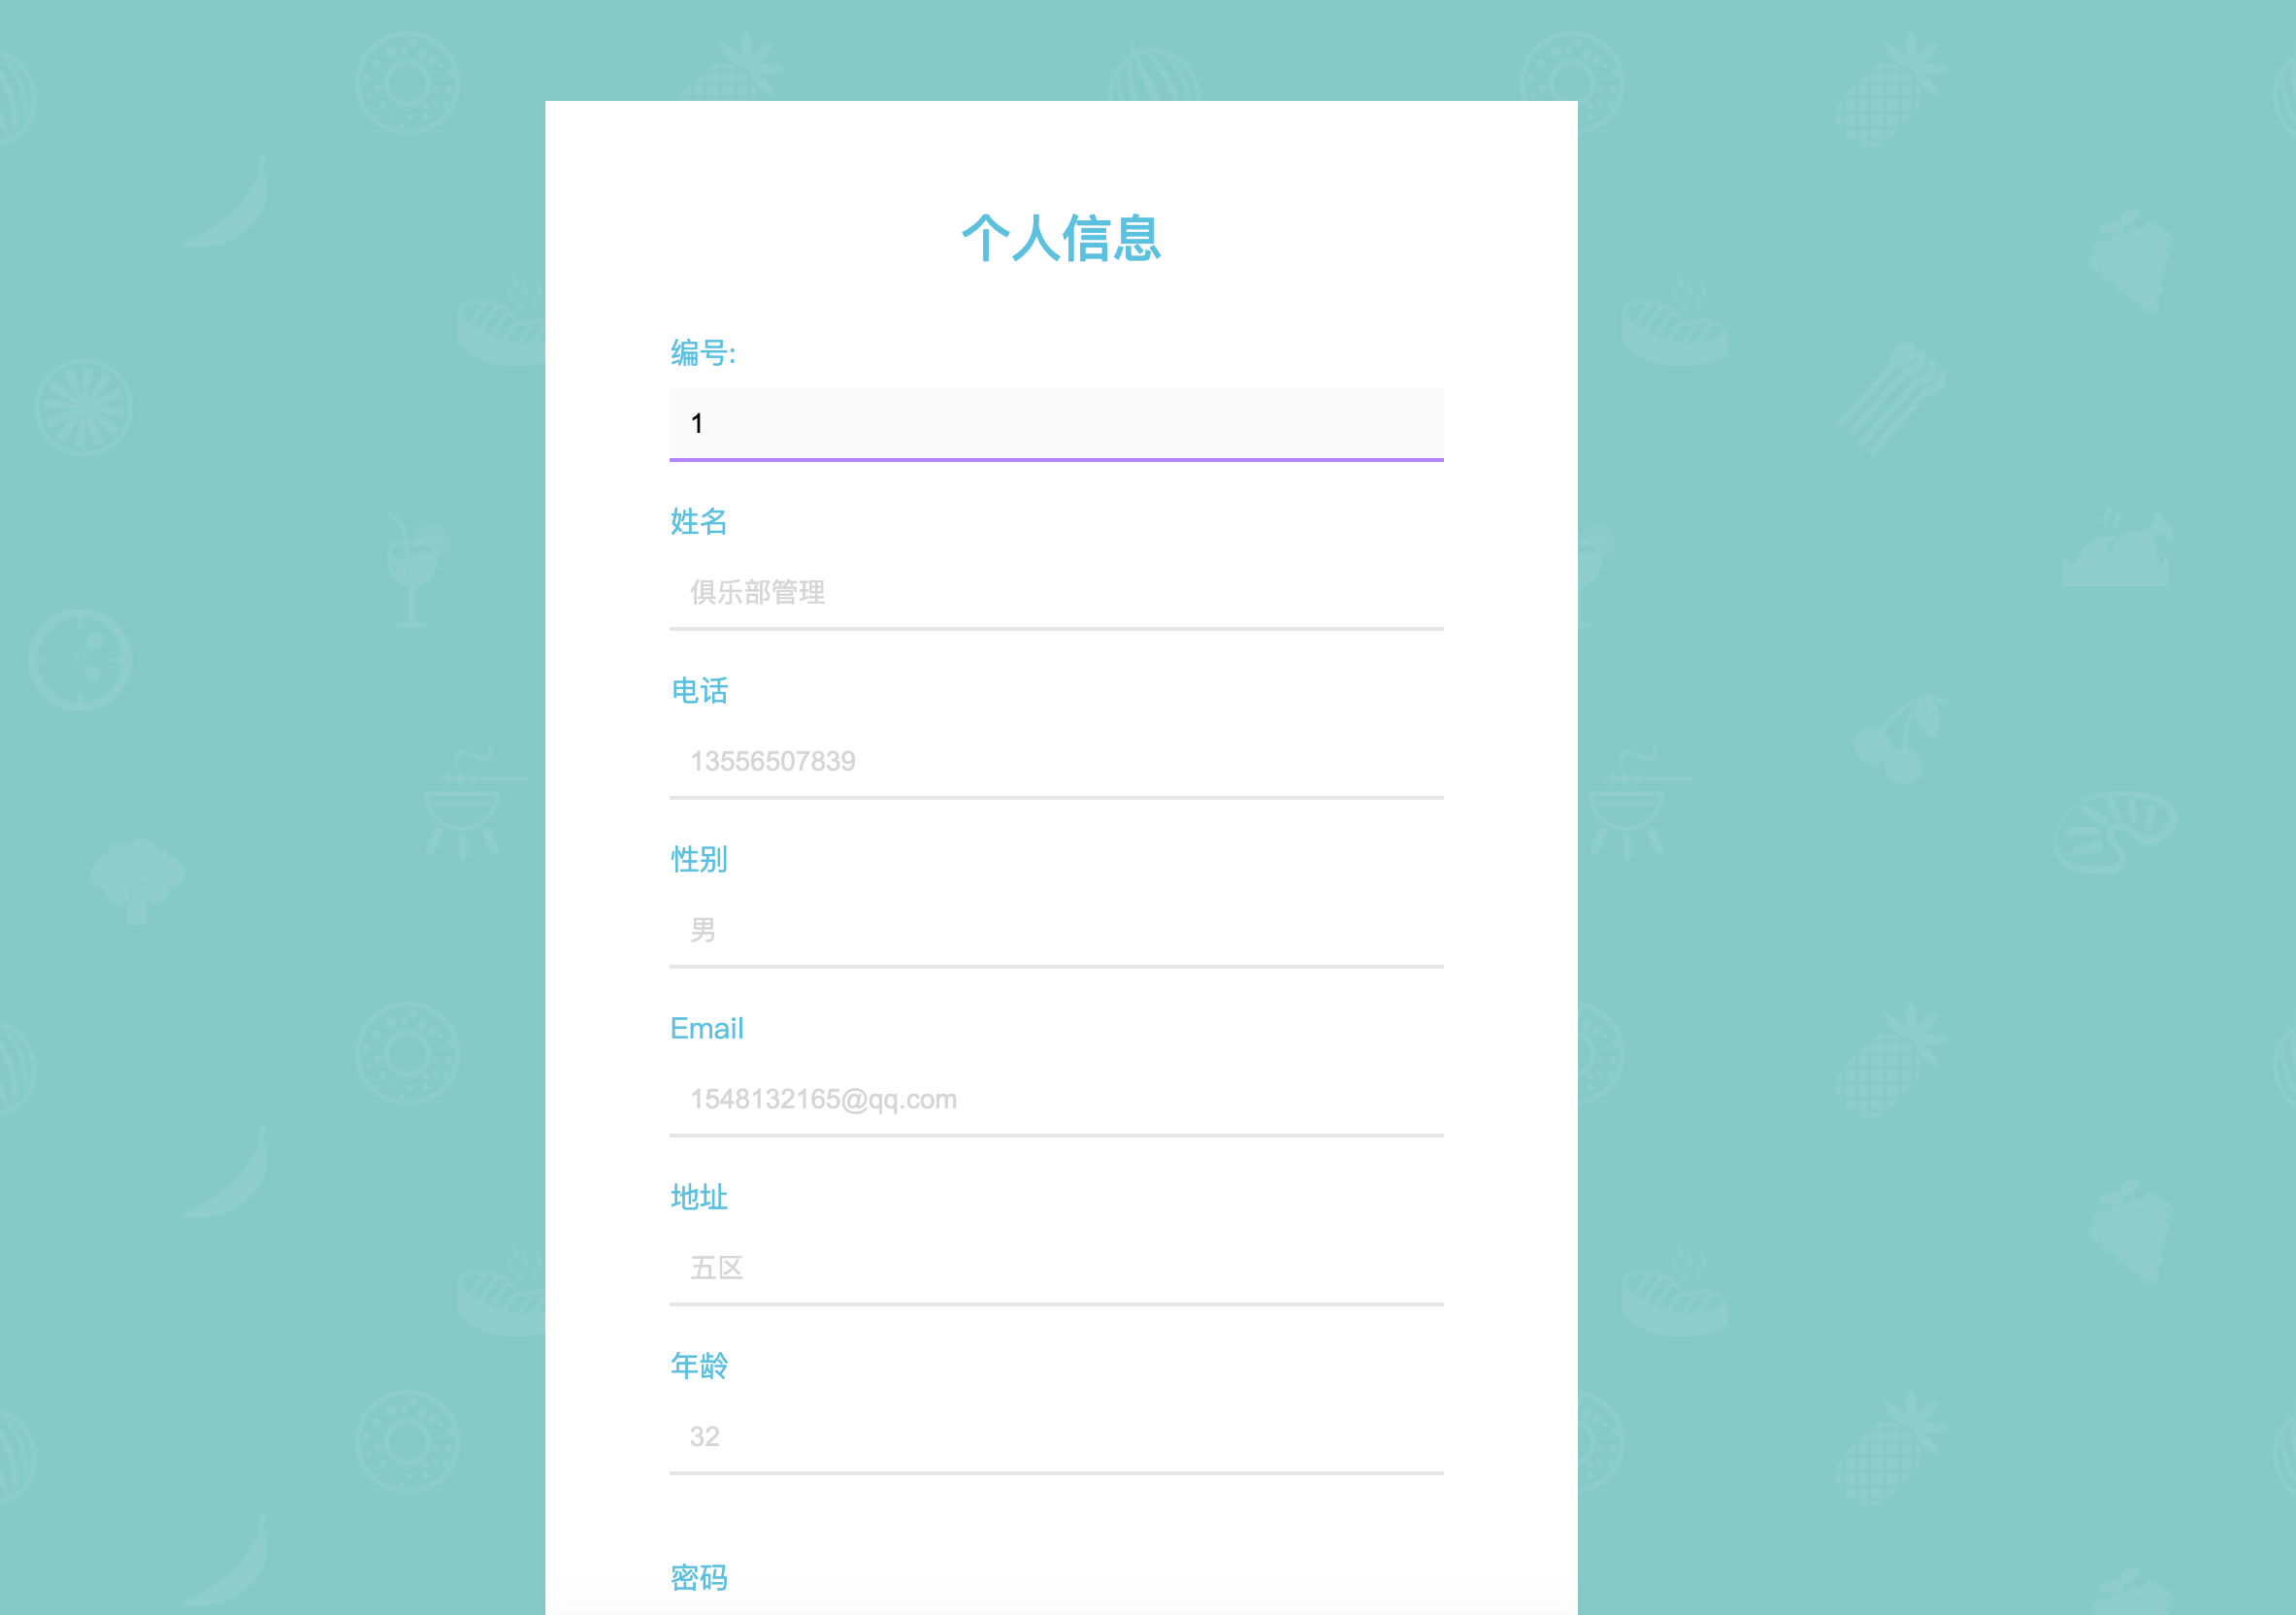 个人信息
编号:
1
姓名
俱乐部管理
电话
13556507839
性别
男
Email
1548132165@qq.com
地址
五区
年龄
32
密码